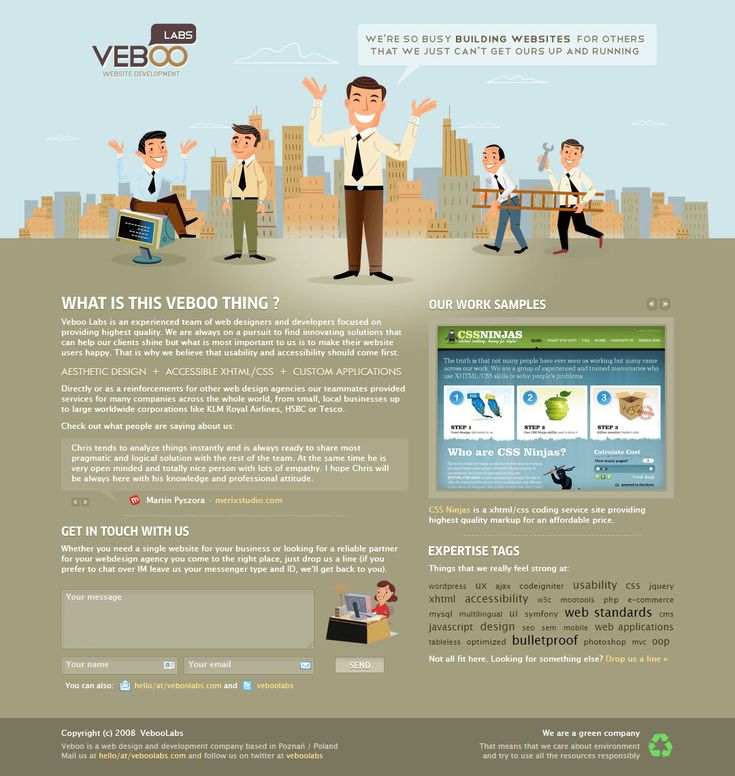 LABS
VEBOO
WEBSITE DEVELOPMENT
WE'RE SO BUSY BUILDING WEBSITES FOR OTHERS
THAT WE JUST CAN'T GET OURS UP AND RUNNING
WHAT IS THIS VEBOO THING ?
Veboo Labs is an experienced team of web designers and developers focused on
providing highest quality. We are always on a pursuit to find innovating solutions that
can help our clients shine but what is most important to us is to make their website
users happy. That is why we believe that usability and accessibility should come first.
AESTHETIC DESIGN + ACCESSIBLE XHTML/CSS + CUSTOM APPLICATIONS
Directly or as a reinforcements for other web design agencies our teammates provided
services for many companies across the whole world, from small, local businesses up
to large worldwide corporations like KLM Royal Airlines, HSBC or Tesco.
Check out what people are saying about us:
Chris tends to analyze things instantly and is always ready to share most
pragmatic and logical solution with the rest of the team. At the same time he is
very open minded and totally nice person with lots of empathy. I hope Chris will
be always here with his knowledge and professional attitude.
Martin Pyszora - merixstudio.com
GET IN TOUCH WITH US
Whether you need a single website for your business or looking for a reliable partner
for your webdesign agency you come to the right place, just drop us a line (if you
prefer to chat over IM leave us your messenger type and ID, we'll get back to you).
Your message
Your name
Your email
SEND
You can also: hello/at/veboolabs.com and veboolabs
OUR WORK SAMPLES
« »
CSSNINJAS
HOME WHAT YOU GET? FAQ WORK CONTACT US ORDER NOW
The truth is that not many people have ever seen us working but many came
across our work. We are a group of experienced and trained mercenaries who
use XHTML/CSS skills to solve people's problems.
1 2 3
STEP 1 STEP 2 STEP 3
Who are CSS Ninjas?
Calculate Cost
How many pages?
CSS Ninjas is a xhtml/css coding service site providing
highest quality markup for an affordable price.
EXPERTISE TAGS
Things that we really feel strong at:
wordpress ux ajax codeigniter usability css jquery
xhtml accessibility w3c mootools php e-commerce
mysql multilingual ui symfony web standards cms
javascript design seo sem mobile web applications
tableless optimized bulletproof photoshop mvc oop
Not all fit here. Looking for something else? Drop us a line »
Copyright (c) 2008 VebooLabs
Veboo is a web design and development company based in Poznań / Poland
Mail us at hello/at/veboolabs.com and follow us on twitter at veboolabs
We are a green company
That means that we care about environment
and try to use all the resources responsibly